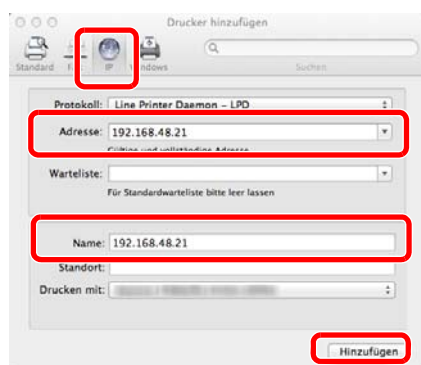 Drucker hinzufügen
Standard Fax IP Windows
Suchen
Protokoll: Line Printer Daemon – LPD
Adresse: 192.168.48.21
Gültige und vollständige Adresse
Warteliste:
Für Standardwarteliste bitte leer lassen
Name: 192.168.48.21
Standort:
Drucken mit:
Hinzufügen